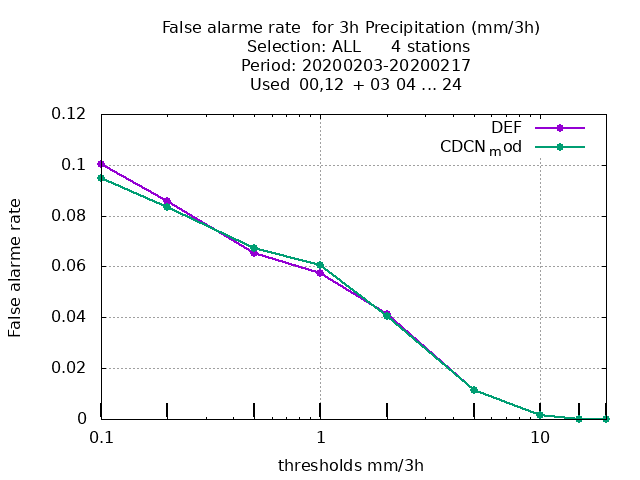 False alarme rate  for 3h Precipitation (mm/3h)
Selection: ALL      4 stations
Period: 20200203-20200217
Used  00,12  + 03 04 ... 24
DEF
CDCNmod
0.12
0.1
0.08
0.06
0.04
0.02
0
False alarme rate
0.1
1
10
thresholds mm/3h